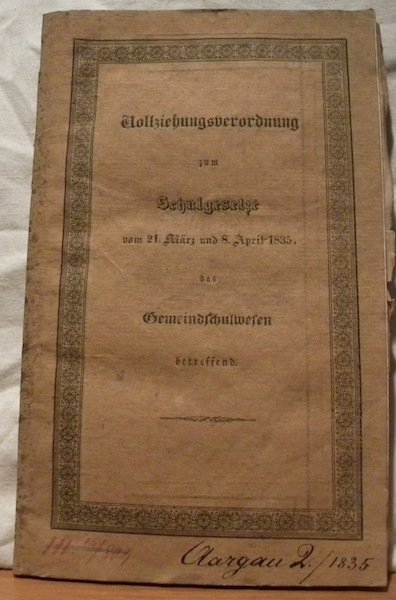 Vollziehungsverordnung
zum
Schulgesetze
vom 21. März und 8. April 1835,
das
Gemeindschulwesen
betreffend.
Aargau 2./1835